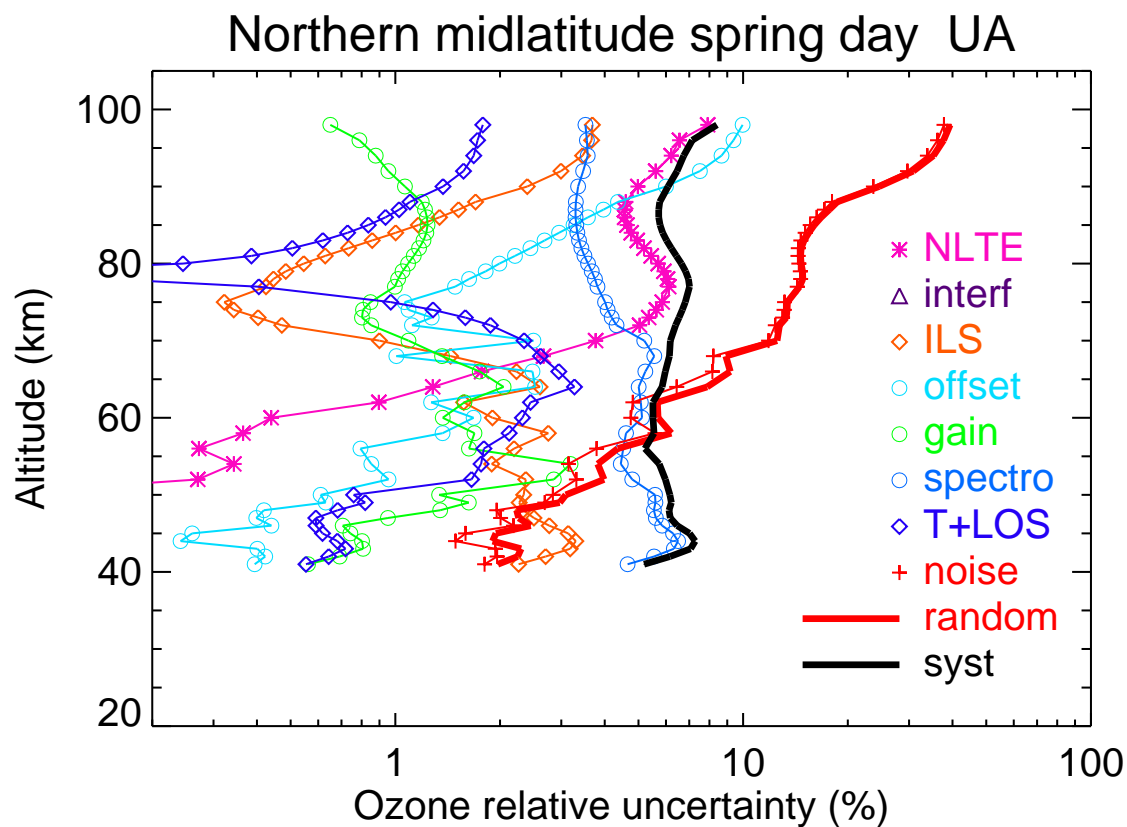 Northern midlatitude spring day UA
100
80
60
40
20
Altitude (km)
NLTE
interf
ILS
offset
gain
spectro
T+LOS
noise
random
syst
1
10
100
Ozone relative uncertainty (%)